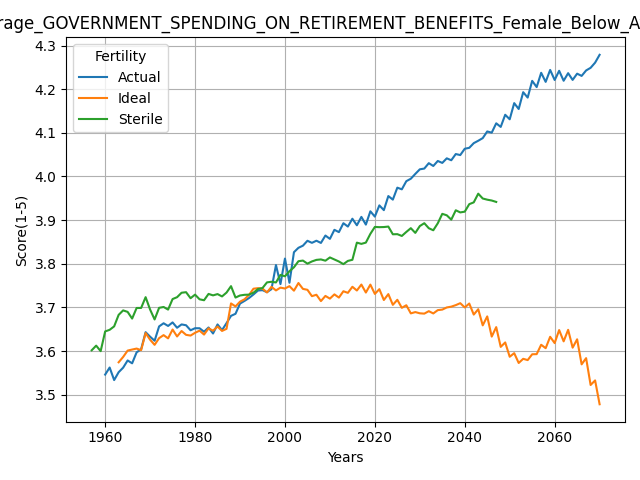 rage_GOVERNMENT_SPENDING_ON_RETIREMENT_BENEFITS_Female_Below_A
4.3
4.2
4.1
4.0
3.9
3.8
3.7
3.6
3.5
Score(1-5)
Fertility
Actual
Ideal
Sterile
1960 1980 2000 2020 2040 2060
Years